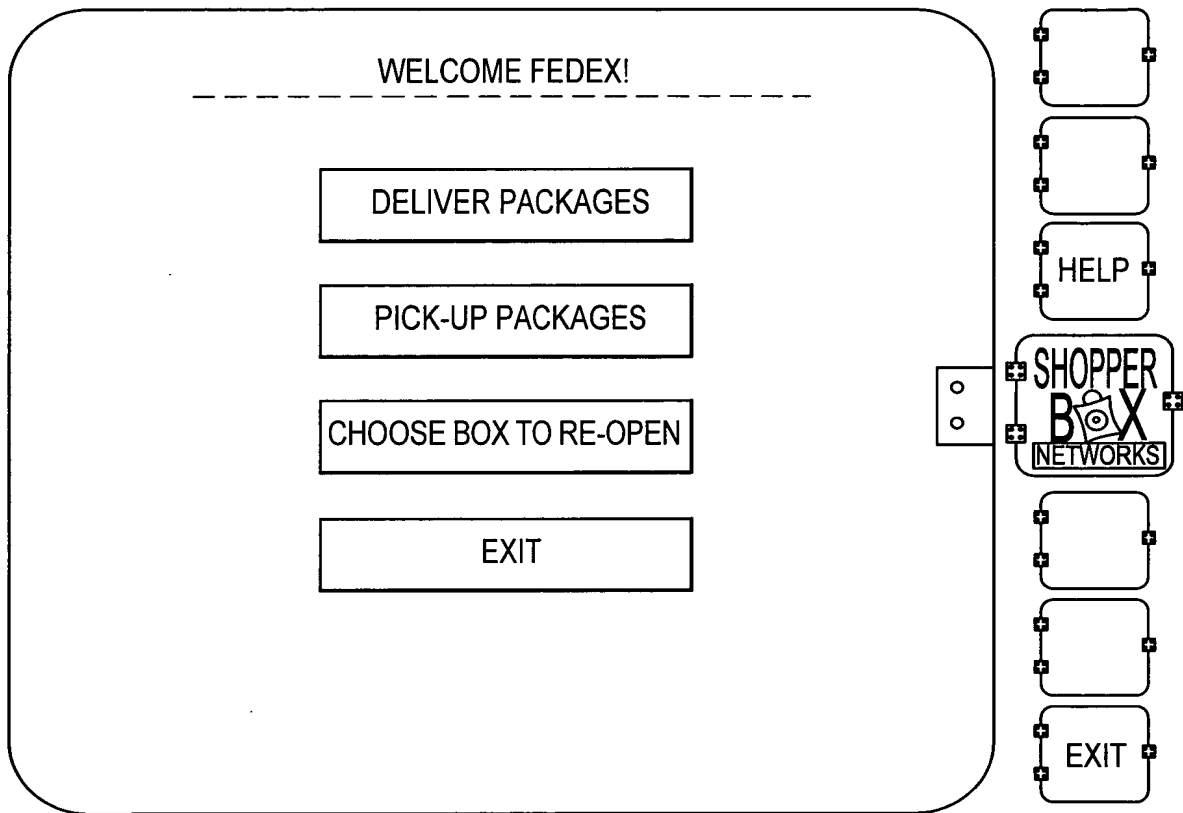 WELCOME FEDEX!
DELIVER PACKAGES
PICK-UP PACKAGES
CHOOSE BOX TO RE-OPEN
EXIT
HELP
SHOPPER
BOX
NETWORKS
EXIT